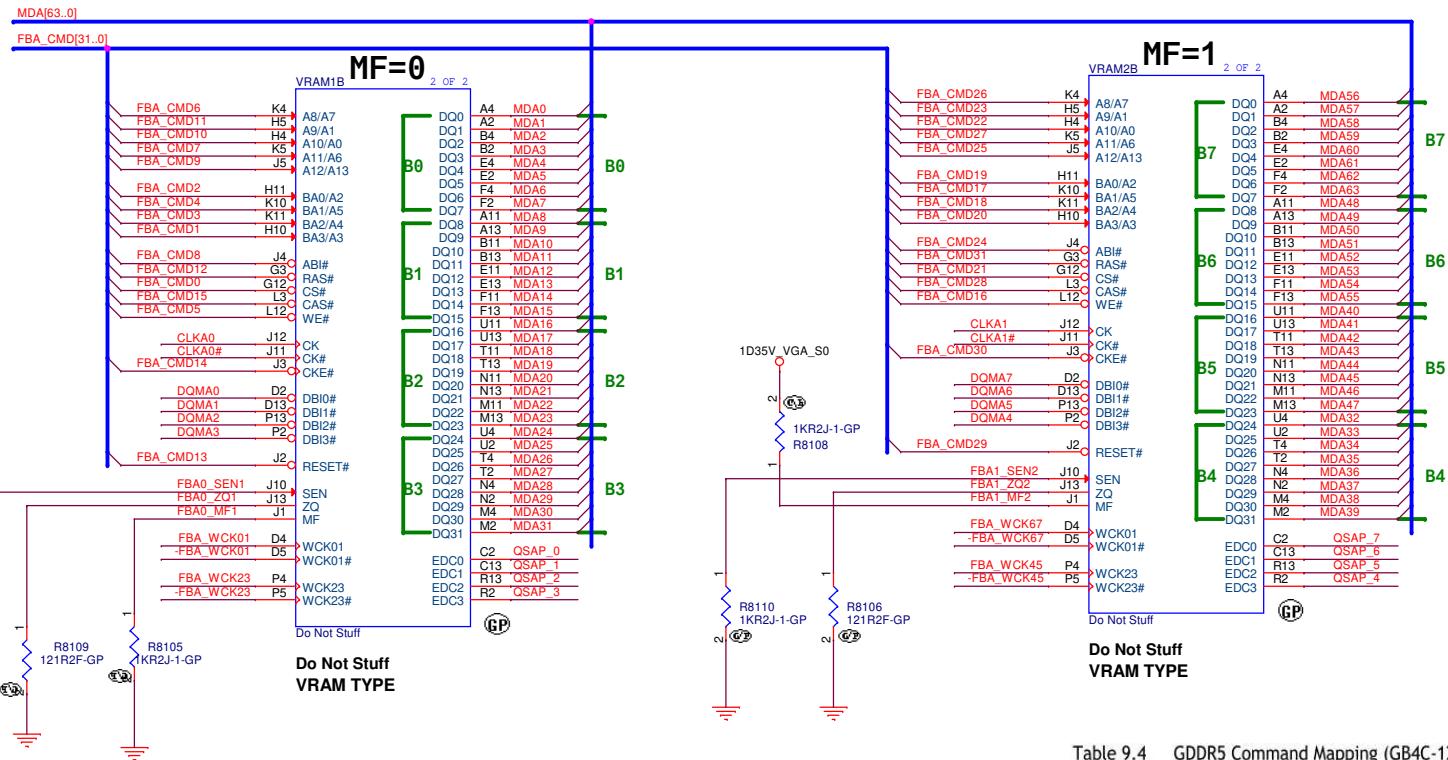 MDA[63..0]
FBA_CMD[31..0]
MF=0
VRAM1B
2 OF 2
FBA_CMD6 K4 A8/A7
FBA_CMD11 H5 A9/A1
FBA_CMD10 H4 A10/A0
FBA_CMD7 K5 A11/A6
FBA_CMD9 J5 A12/A13
FBA_CMD2 H11 BA0/A2
FBA_CMD4 K10 BA1/A5
FBA_CMD3 K11 BA2/A4
FBA_CMD1 H10 BA3/A3
FBA_CMD8 J4 ABI#
FBA_CMD12 G3 RAS#
FBA_CMD0 G12 CS#
FBA_CMD15 L3 CAS#
FBA_CMD5 L12 WE#
CLKA0 J12 CK
CLKA0# J11 CK#
FBA_CMD14 J3 CKE#
DQMA0 D2 DBI0#
DQMA1 D13 DBI1#
DQMA2 P13 DBI2#
DQMA3 P2 DBI3#
FBA_CMD13 J2 RESET#
FBA0_SEN1 J10 SEN
FBA0_ZQ1 J13 ZQ
FBA0_MF1 J1 MF
FBA_WCK01 D4 WCK01
-FBA_WCK01 D5 WCK01#
FBA_WCK23 P4 WCK23
-FBA_WCK23 P5 WCK23#
DQ0 A4 MDA0
DQ1 A2 MDA1
DQ2 B4 MDA2
DQ3 B2 MDA3
DQ4 E4 MDA4
DQ5 E2 MDA5
DQ6 F4 MDA6
DQ7 F2 MDA7
B0 B0
DQ8 A11 MDA8
DQ9 A13 MDA9
DQ10 B11 MDA10
DQ11 B13 MDA11
DQ12 E11 MDA12
DQ13 E13 MDA13
DQ14 F11 MDA14
DQ15 F13 MDA15
B1 B1
DQ16 U11 MDA16
DQ17 U13 MDA17
DQ18 T11 MDA18
DQ19 T13 MDA19
DQ20 N11 MDA20
DQ21 N13 MDA21
DQ22 M11 MDA22
DQ23 M13 MDA23
B2 B2
DQ24 U4 MDA24
DQ25 U2 MDA25
DQ26 T4 MDA26
DQ27 T2 MDA27
DQ28 N4 MDA28
DQ29 N2 MDA29
DQ30 M4 MDA30
DQ31 M2 MDA31
B3 B3
EDC0 C2 QSAP_0
EDC1 C13 QSAP_1
EDC2 R13 QSAP_2
EDC3 R2 QSAP_3
GP
Do Not Stuff
Do Not Stuff
VRAM TYPE
1
R8109
121R2F-GP
2
1
R8105
1KR2J-1-GP
2
1D35V_VGA_S0
2
1KR2J-1-GP
R8108
1
MF=1
VRAM2B
2 OF 2
FBA_CMD26 K4 A8/A7
FBA_CMD23 H5 A9/A1
FBA_CMD22 H4 A10/A0
FBA_CMD27 K5 A11/A6
FBA_CMD25 J5 A12/A13
FBA_CMD19 H11 BA0/A2
FBA_CMD17 K10 BA1/A5
FBA_CMD18 K11 BA2/A4
FBA_CMD20 H10 BA3/A3
FBA_CMD24 J4 ABI#
FBA_CMD31 G3 RAS#
FBA_CMD21 G12 CS#
FBA_CMD28 L3 CAS#
FBA_CMD16 L12 WE#
CLKA1 J12 CK
CLKA1# J11 CK#
FBA_CMD30 J3 CKE#
DQMA7 D2 DBI0#
DQMA6 D13 DBI1#
DQMA5 P13 DBI2#
DQMA4 P2 DBI3#
FBA_CMD29 J2 RESET#
FBA1_SEN2 J10 SEN
FBA1_ZQ2 J13 ZQ
FBA1_MF2 J1 MF
FBA_WCK67 D4 WCK01
-FBA_WCK67 D5 WCK01#
FBA_WCK45 P4 WCK23
-FBA_WCK45 P5 WCK23#
DQ0 A4 MDA56
DQ1 A2 MDA57
DQ2 B4 MDA58
DQ3 B2 MDA59
DQ4 E4 MDA60
DQ5 E2 MDA61
DQ6 F4 MDA62
DQ7 F2 MDA63
B7 B7
DQ8 A11 MDA48
DQ9 A13 MDA49
DQ10 B11 MDA50
DQ11 B13 MDA51
DQ12 E11 MDA52
DQ13 E13 MDA53
DQ14 F11 MDA54
DQ15 F13 MDA55
B6 B6
DQ16 U11 MDA40
DQ17 U13 MDA41
DQ18 T11 MDA42
DQ19 T13 MDA43
DQ20 N11 MDA44
DQ21 N13 MDA45
DQ22 M11 MDA46
DQ23 M13 MDA47
B5 B5
DQ24 U4 MDA32
DQ25 U2 MDA33
DQ26 T4 MDA34
DQ27 T2 MDA35
DQ28 N4 MDA36
DQ29 N2 MDA37
DQ30 M4 MDA38
DQ31 M2 MDA39
B4 B4
EDC0 C2 QSAP_7
EDC1 C13 QSAP_6
EDC2 R13 QSAP_5
EDC3 R2 QSAP_4
GP
Do Not Stuff
Do Not Stuff
VRAM TYPE
1
R8110
1KR2J-1-GP
2
1
R8106
121R2F-GP
2
Table 9.4 GDDR5 Command Mapping (GB4C-12